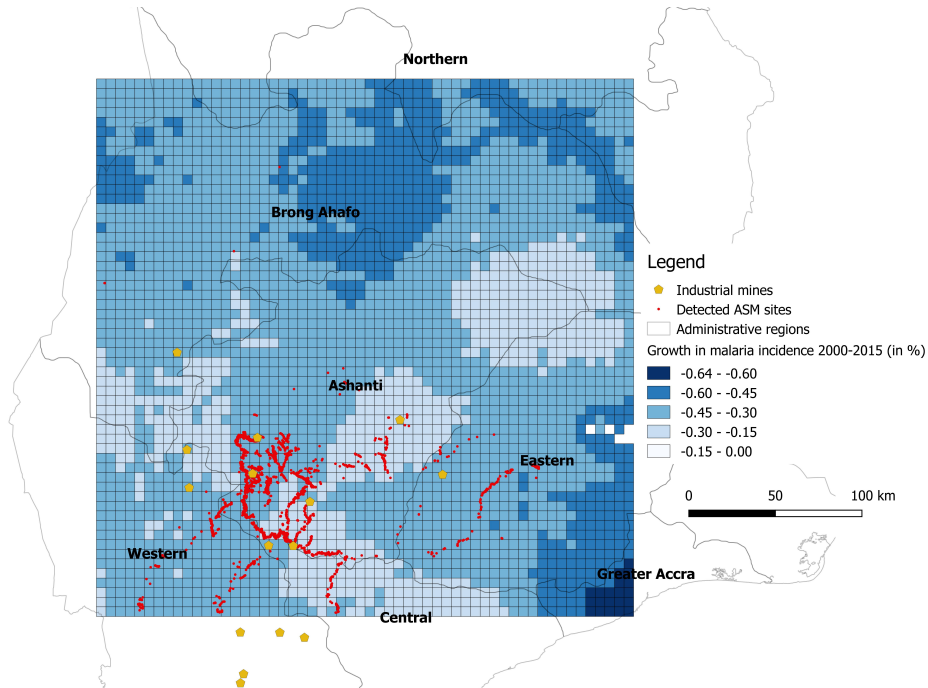 Northern
Brong Ahafo
Legend
Industrial mines
Detected ASM sites
Administrative regions
Growth in malaria incidence 2000-2015 (in %)
-0.64 - -0.60
-0.60 - -0.45
-0.45 - -0.30
-0.30 - -0.15
-0.15 - 0.00
Ashanti
Eastern
0 50 100 km
Western
Greater Accra
Central